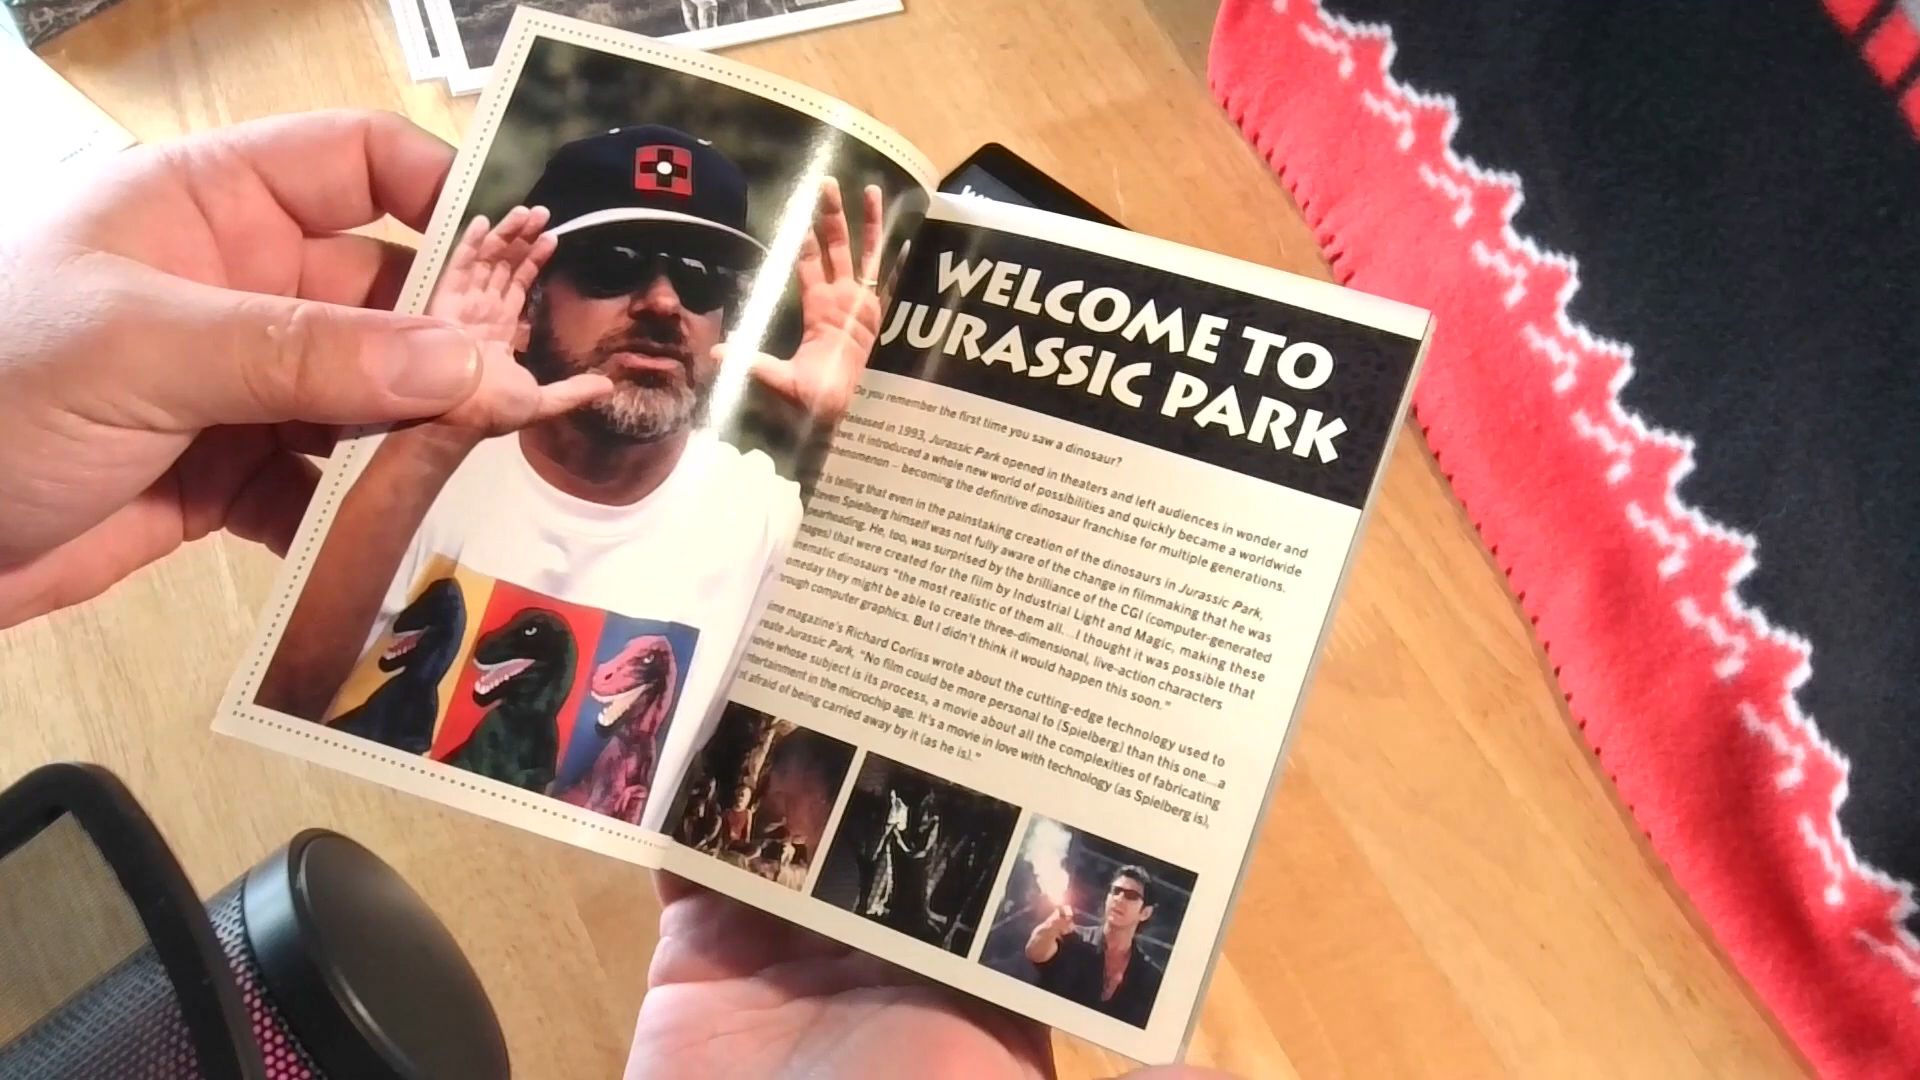 WELCOME TO
JURASSIC PARK
Do you remember the first time you saw a dinosaur?
Released in 1993, Jurassic Park opened in theaters and left audiences in wonder and
awe. It introduced a whole new world of possibilities and quickly became a worldwide
phenomenon – becoming the definitive dinosaur franchise for multiple generations.
It is telling that even in the painstaking creation of the dinosaurs in Jurassic Park,
Steven Spielberg himself was not fully aware of the change in filmmaking that he was
spearheading. He, too, was surprised by the brilliance of the CGI (computer-generated
images) that were created for the film by Industrial Light and Magic, making these
cinematic dinosaurs "the most realistic of them all....I thought it was possible that
someday they might be able to create three-dimensional, live-action characters
through computer graphics. But I didn't think it would happen this soon."
Time magazine's Richard Corliss wrote about the cutting-edge technology used to
create Jurassic Park, "No film could be more personal to (Spielberg) than this one....a
movie whose subject is its process, a movie about all the complexities of fabricating
entertainment in the microchip age. It's a movie in love with technology (as Spielberg is),
afraid of being carried away by it (as he is)."